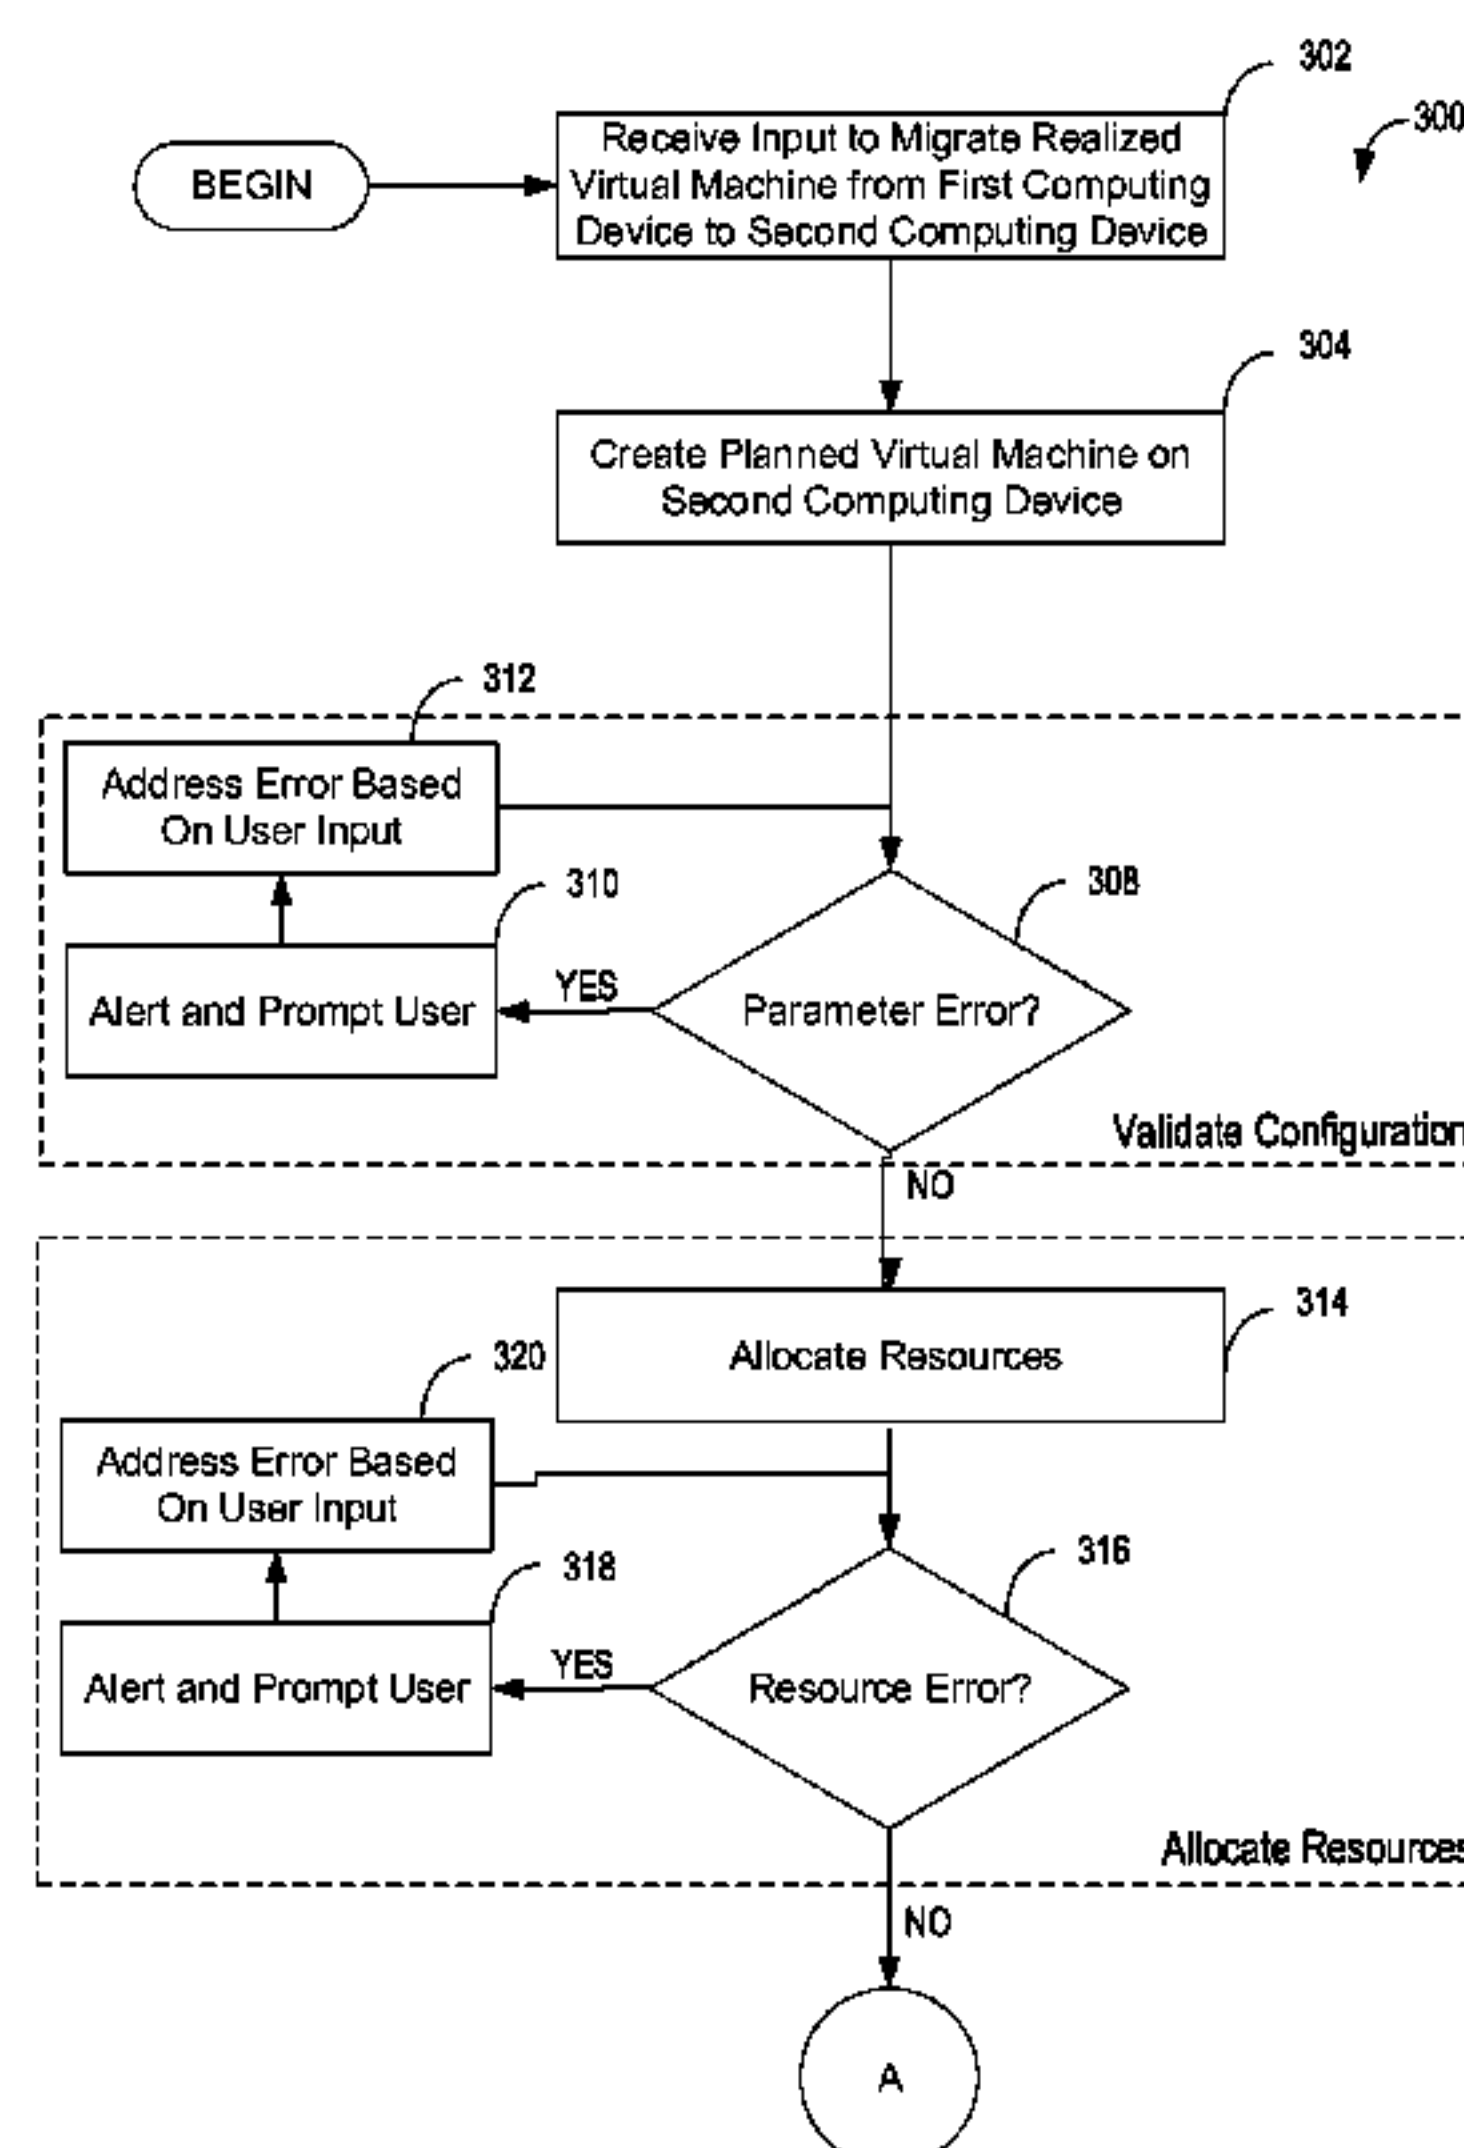 302
300
BEGIN
Receive Input to Migrate Realized
Virtual Machine from First Computing
Device to Second Computing Device
304
Create Planned Virtual Machine on
Second Computing Device
312
Address Error Based
On User Input
310
308
Alert and Prompt User
YES
Parameter Error?
Validate Configuration
NO
314
Allocate Resources
320
Address Error Based
On User Input
318
316
Alert and Prompt User
YES
Resource Error?
Allocate Resources
NO
A